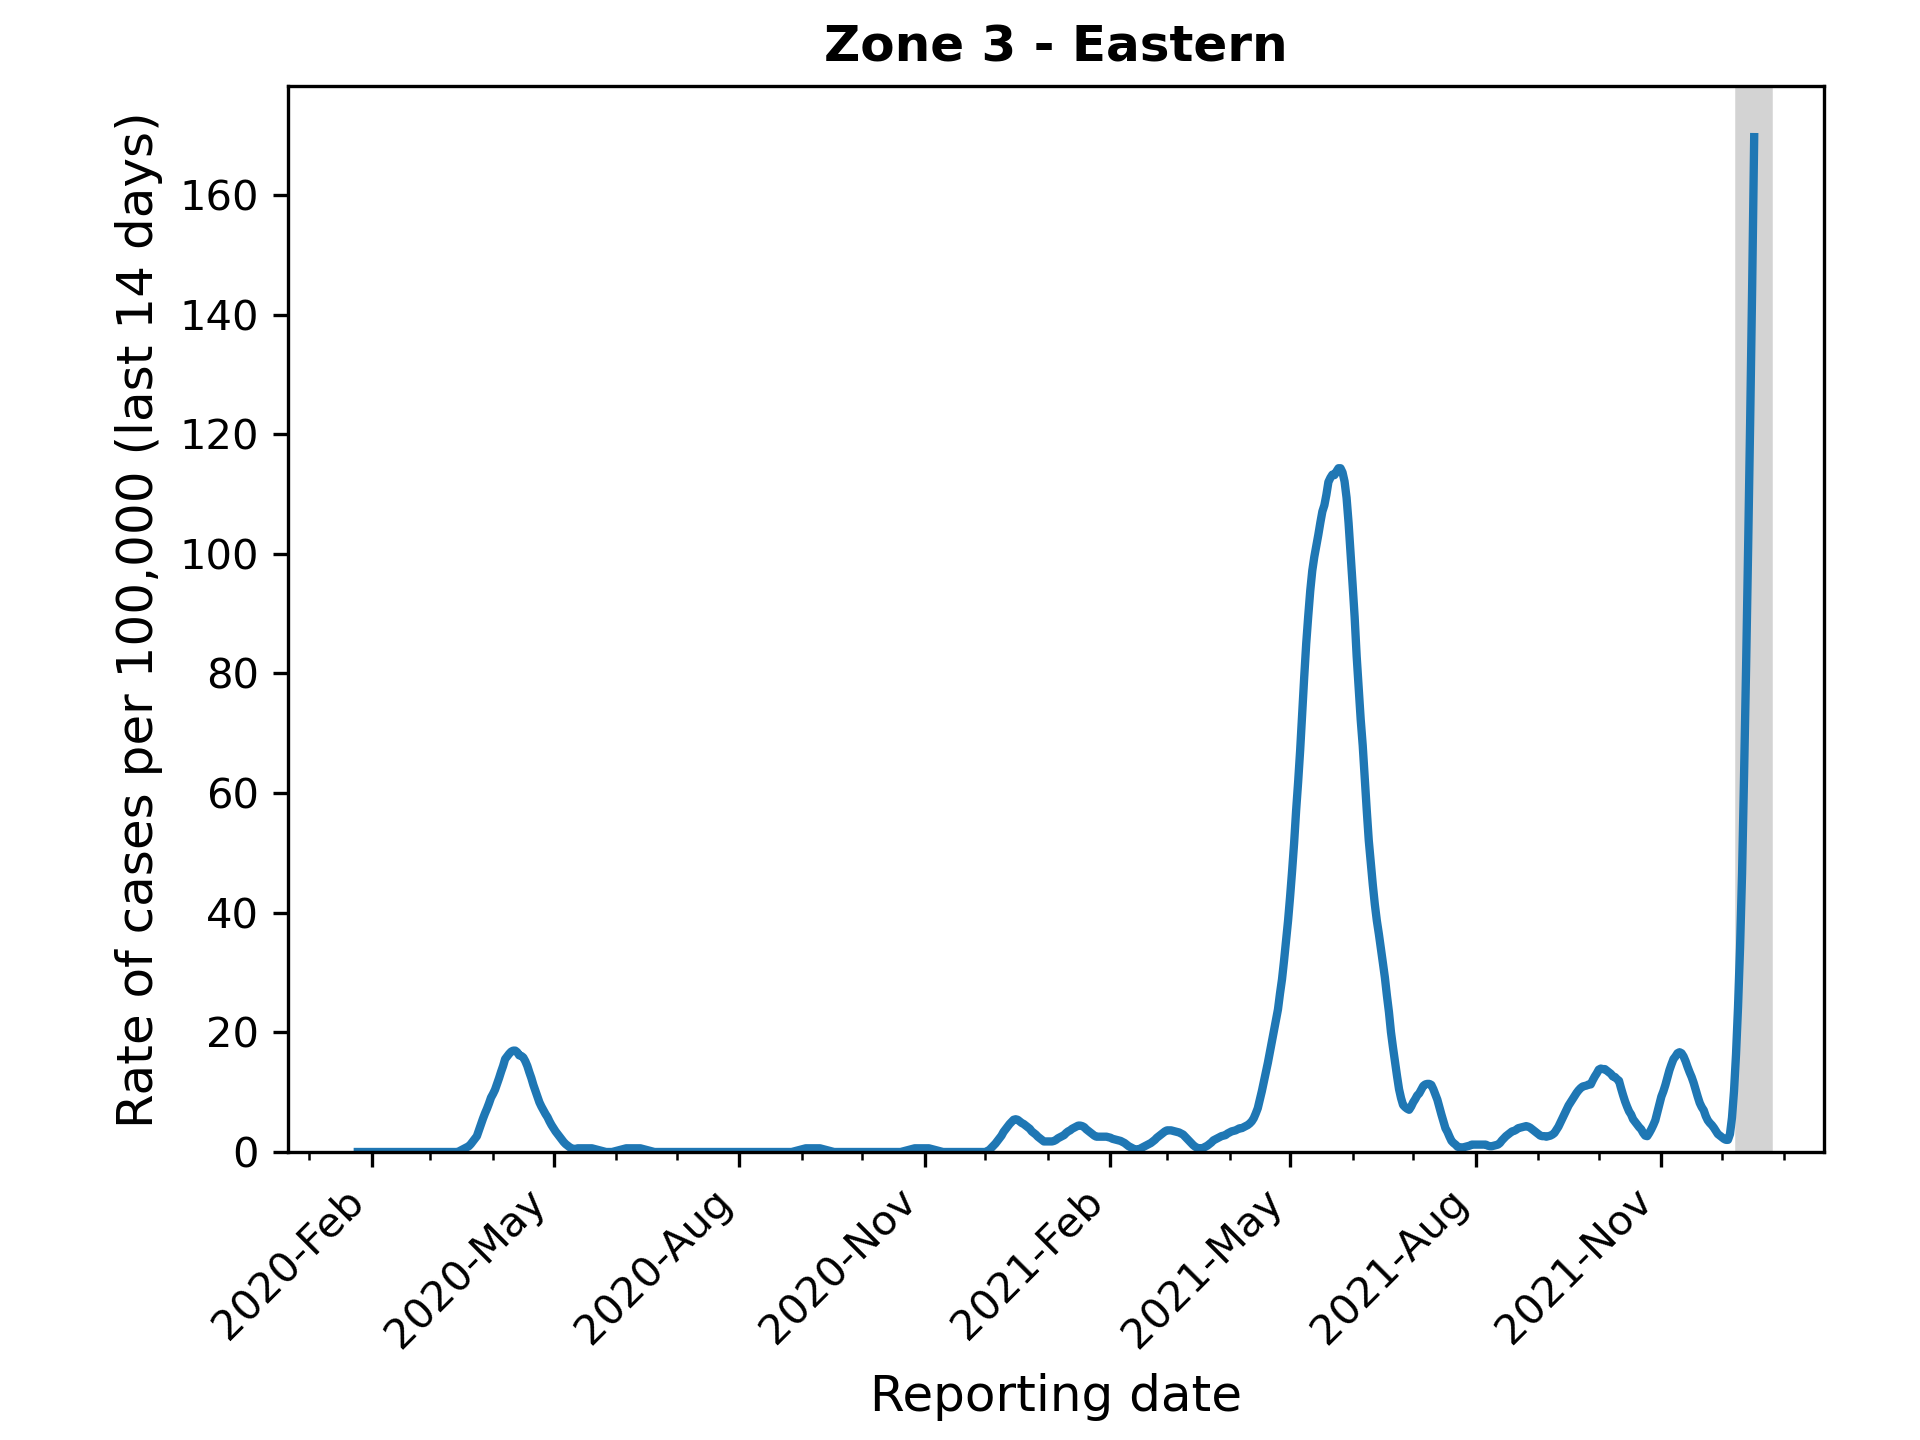 Zone 3 - Eastern
Rate of cases per 100,000 (last 14 days)
160
140
120
100
80
60
40
20
0
2020-Feb
2020-May
2020-Aug
2020-Nov
2021-Feb
2021-May
2021-Aug
2021-Nov
Reporting date